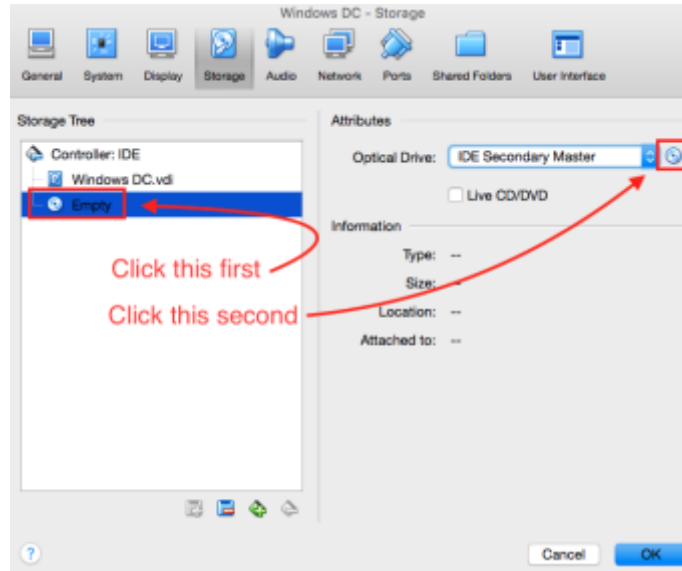 Windows DC - Storage
General System Display Storage Audio Network Ports Shared Folders User Interface
Storage Tree
Controller: IDE
Windows DC.vdi
Empty
Attributes
Optical Drive: IDE Secondary Master
Live CD/DVD
Information
Type: --
Size: --
Location: --
Attached to: --
Click this first
Click this second
?
Cancel OK